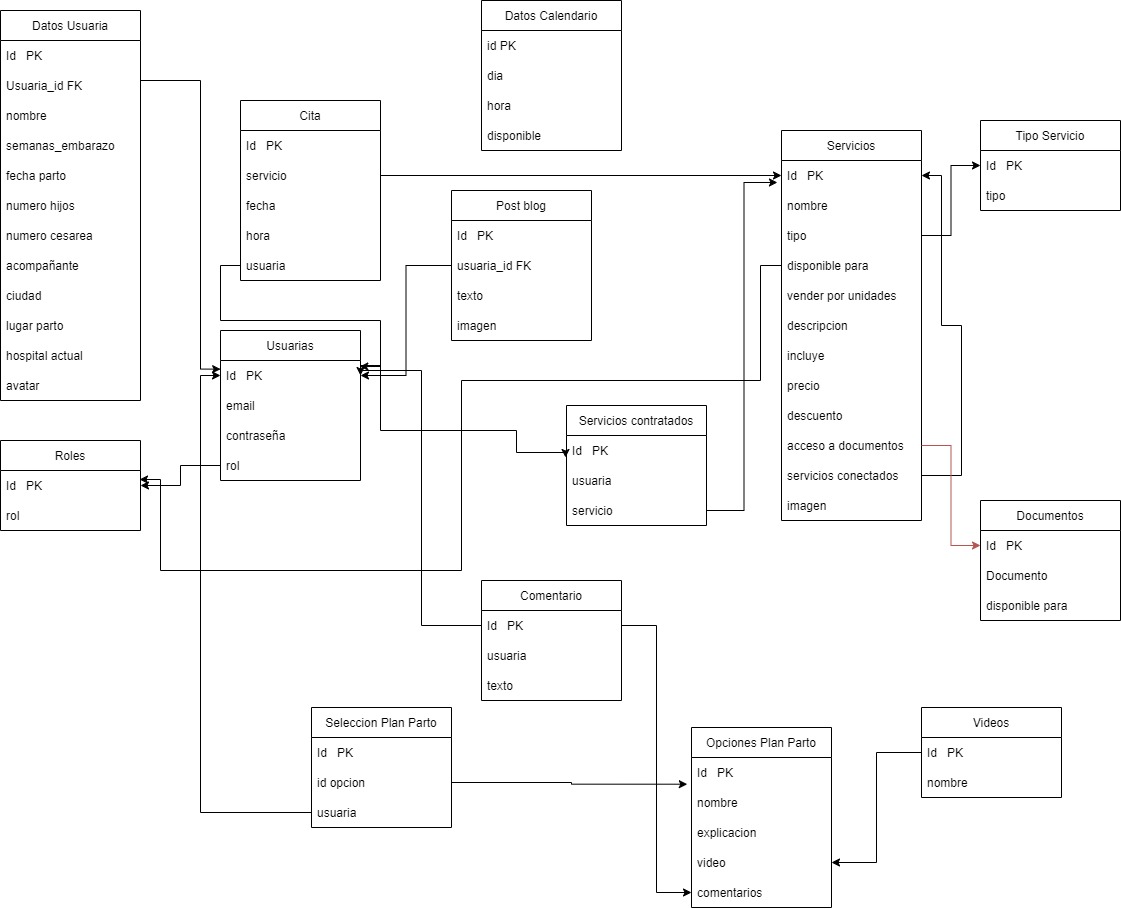 Datos Usuaria
Id PK
Usuaria_id FK
nombre
semanas_embarazo
fecha parto
numero hijos
numero cesarea
acompañante
ciudad
lugar parto
hospital actual
avatar
Datos Calendario
id PK
dia
hora
disponible
Cita
Id PK
servicio
fecha
hora
usuaria
Post blog
Id PK
usuaria_id FK
texto
imagen
Servicios
Id PK
nombre
tipo
disponible para
vender por unidades
descripcion
incluye
precio
descuento
acceso a documentos
servicios conectados
imagen
Tipo Servicio
Id PK
tipo
Usuarias
Id PK
email
contraseña
rol
Roles
Id PK
rol
Servicios contratados
Id PK
usuaria
servicio
Documentos
Id PK
Documento
disponible para
Comentario
Id PK
usuaria
texto
Seleccion Plan Parto
Id PK
id opcion
usuaria
Opciones Plan Parto
Id PK
nombre
explicacion
video
comentarios
Videos
Id PK
nombre